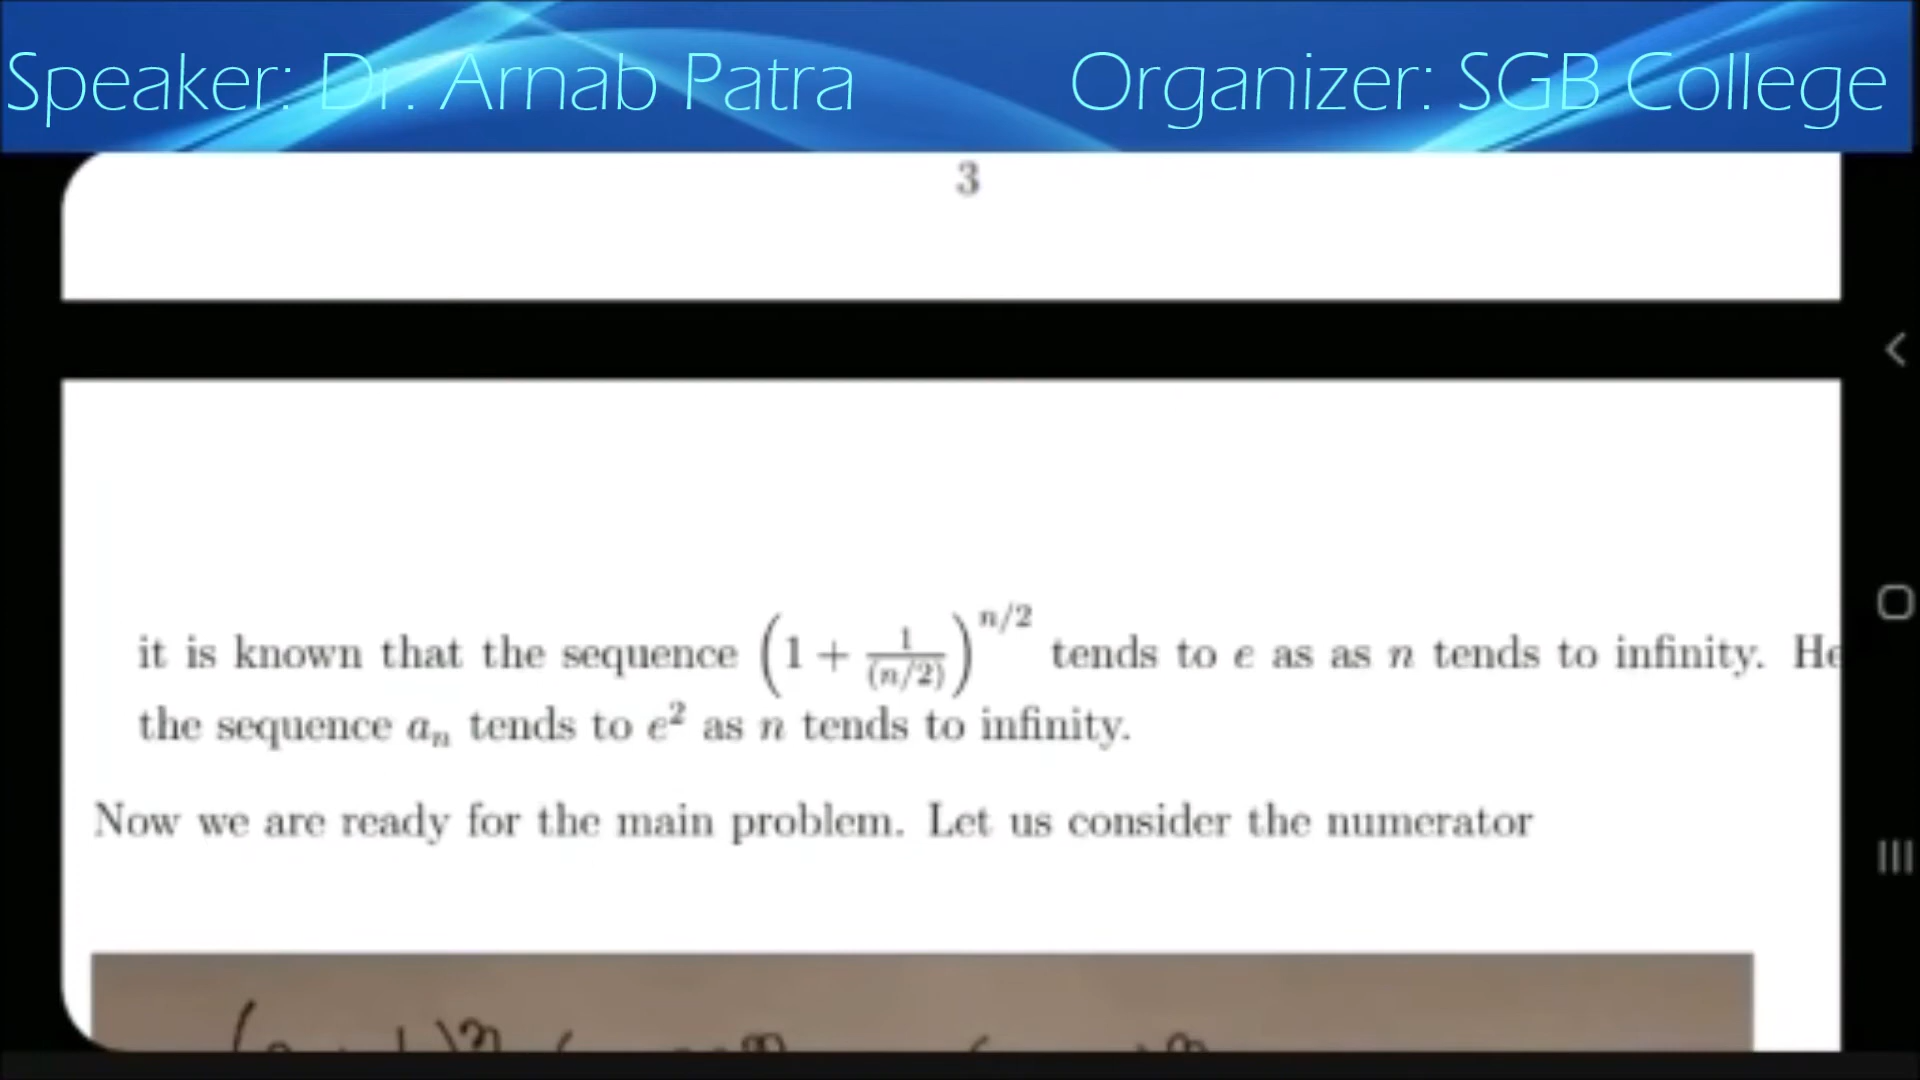 Speaker: Dr. Arnab Patra Organizer: SGB College
3
it is known that the sequence (1 + 1/(n/2))^{n/2} tends to e as as n tends to infinity. He
the sequence aₙ tends to e² as n tends to infinity.
Now we are ready for the main problem. Let us consider the numerator